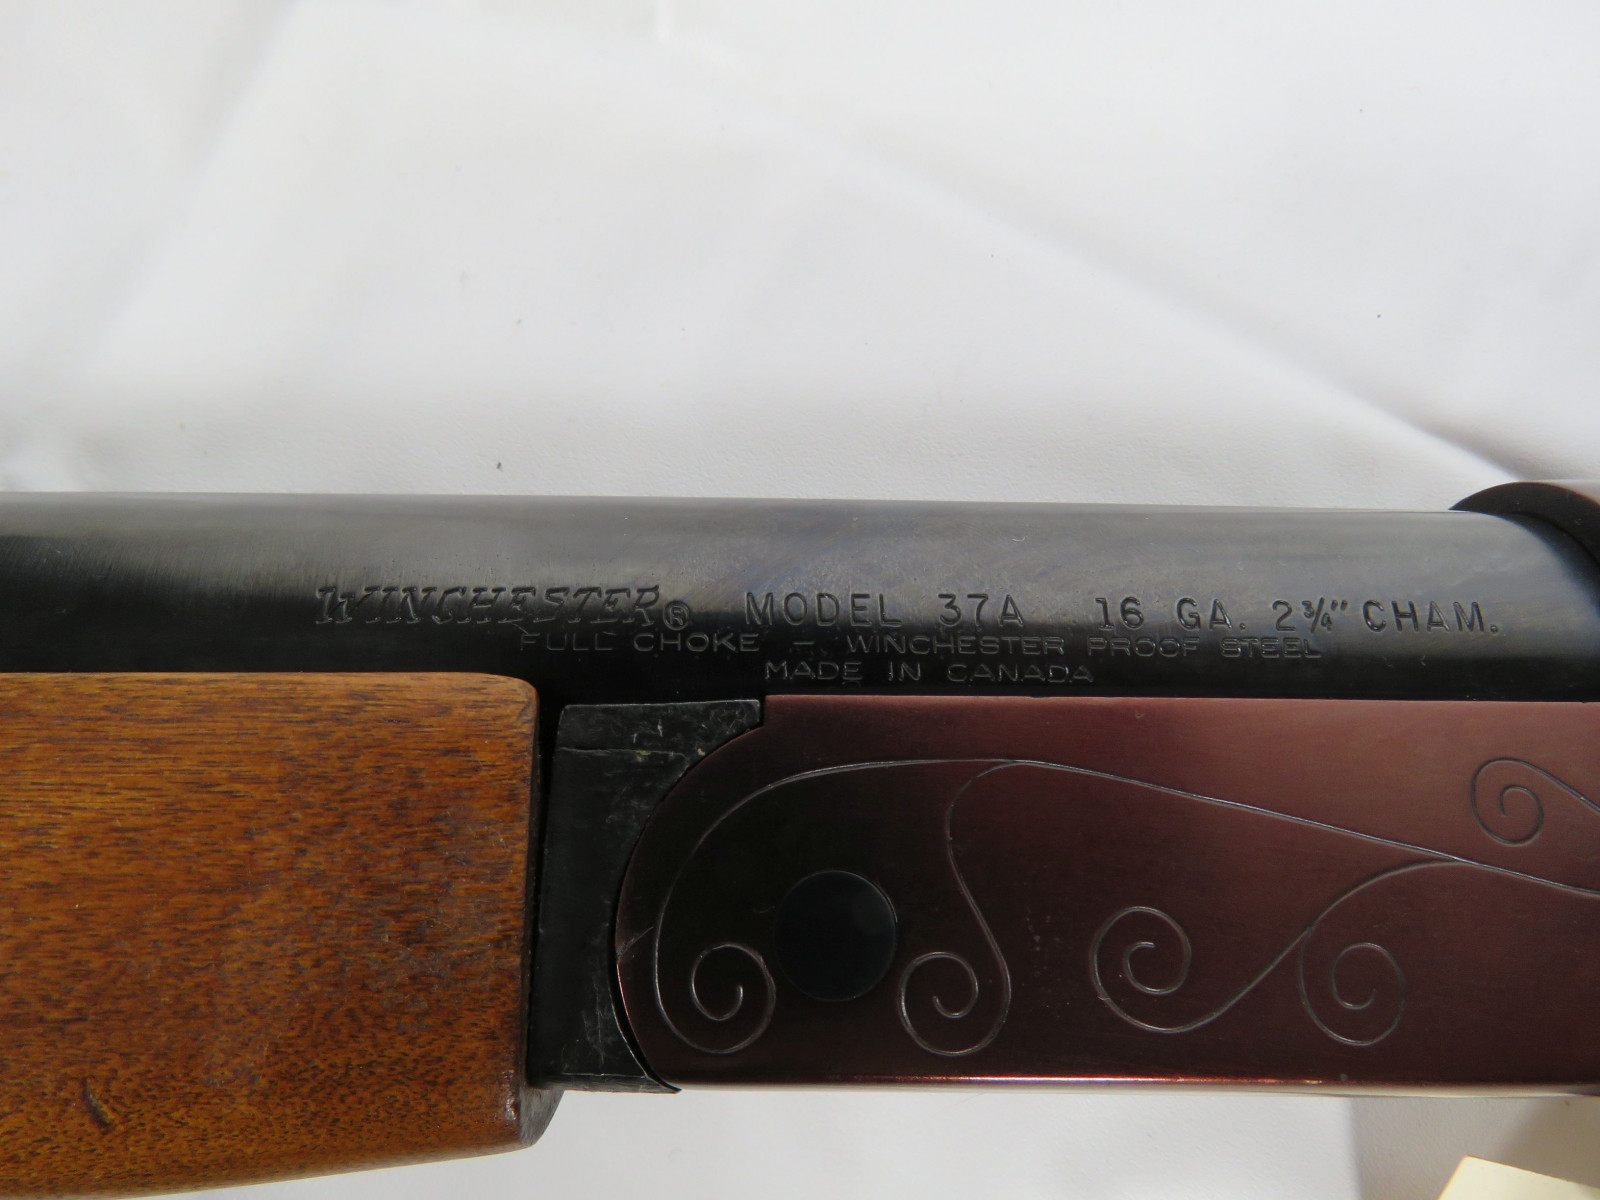 WINCHESTER® MODEL 37A 16 GA. 2¾" CHAM.
FULL CHOKE – WINCHESTER PROOF STEEL
MADE IN CANADA